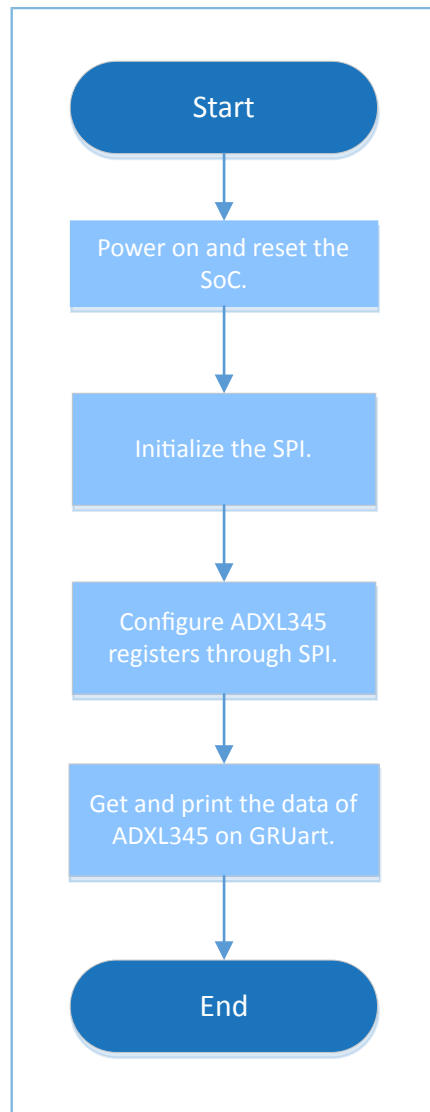 Start
Power on and reset the
SoC.
Initialize the SPI.
Configure ADXL345
registers through SPI.
Get and print the data of
ADXL345 on GRUart.
End